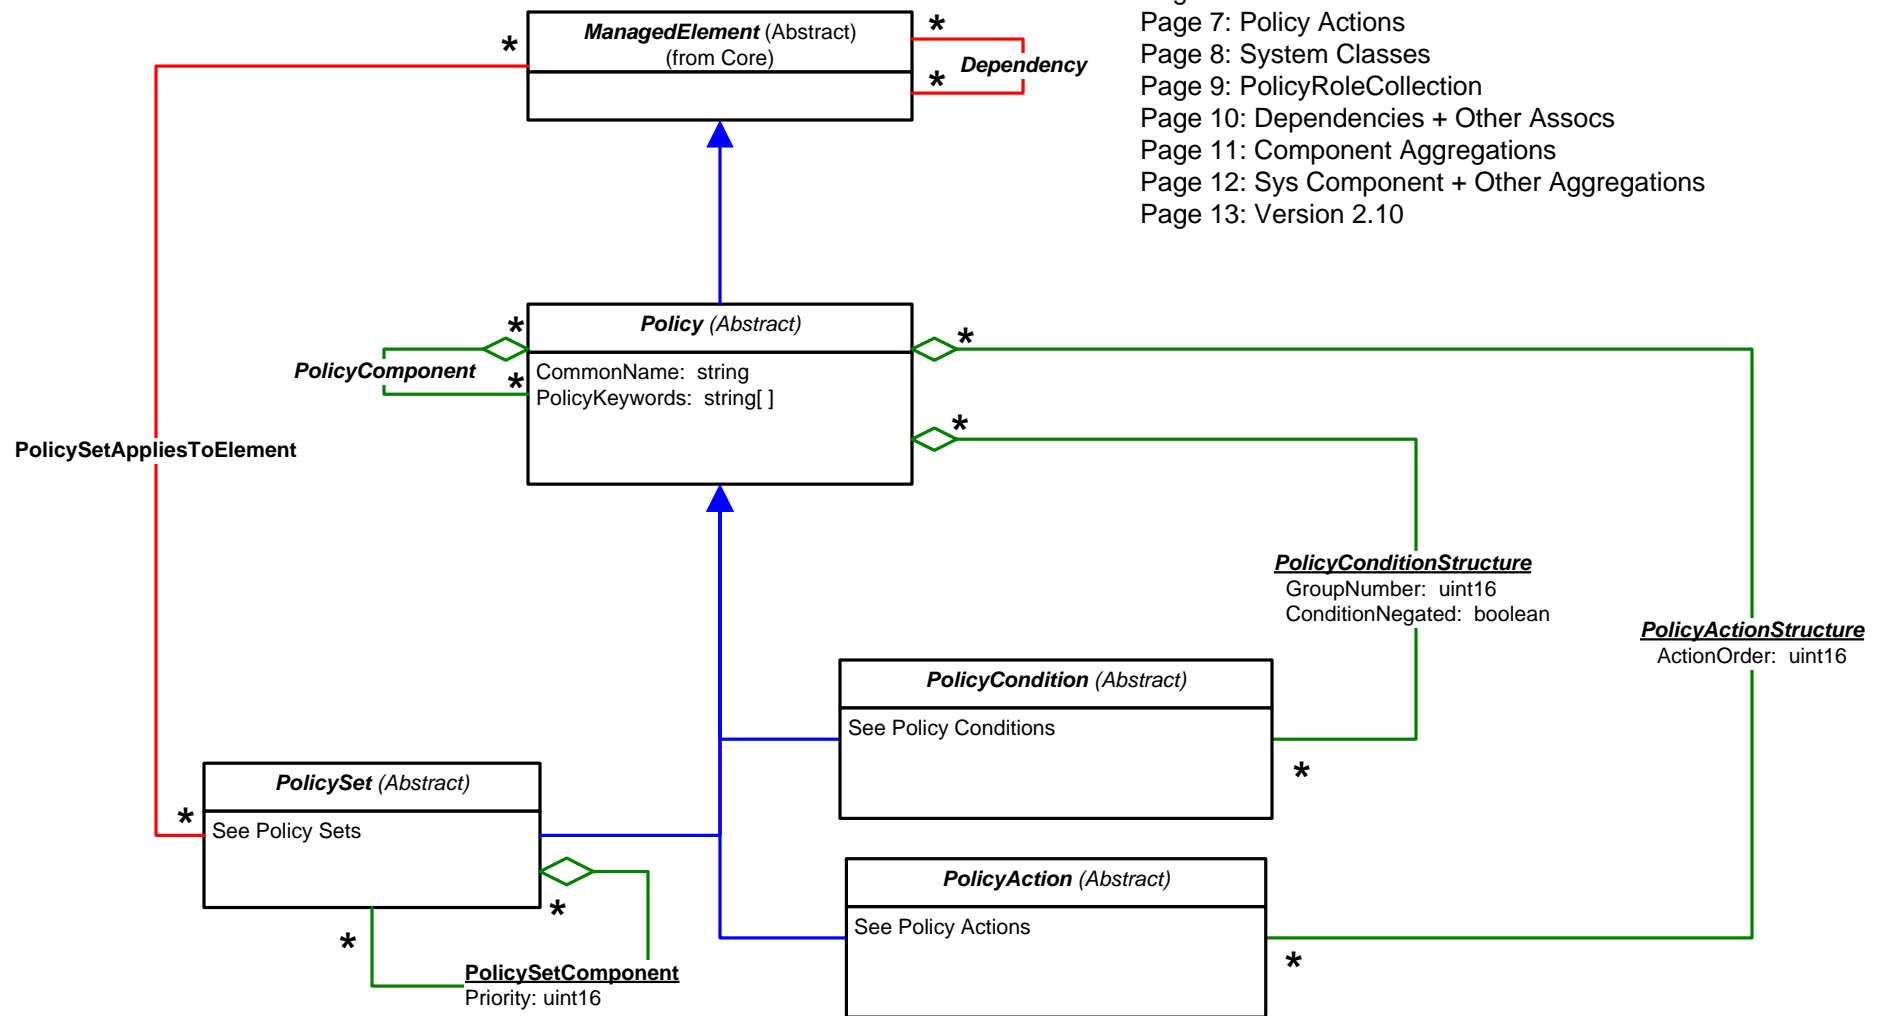 Page 7: Policy Actions
Page 8: System Classes
Page 9: PolicyRoleCollection
Page 10: Dependencies + Other Assocs
Page 11: Component Aggregations
Page 12: Sys Component + Other Aggregations
Page 13: Version 2.10
ManagedElement (Abstract)
(from Core)
*
*
*
Dependency
Policy (Abstract)
CommonName: string
PolicyKeywords: string[ ]
*
*
PolicyComponent
*
*
PolicySetAppliesToElement
PolicyConditionStructure
GroupNumber: uint16
ConditionNegated: boolean
PolicyActionStructure
ActionOrder: uint16
PolicyCondition (Abstract)
See Policy Conditions
*
PolicySet (Abstract)
See Policy Sets
*
*
*
PolicySetComponent
Priority: uint16
PolicyAction (Abstract)
See Policy Actions
*